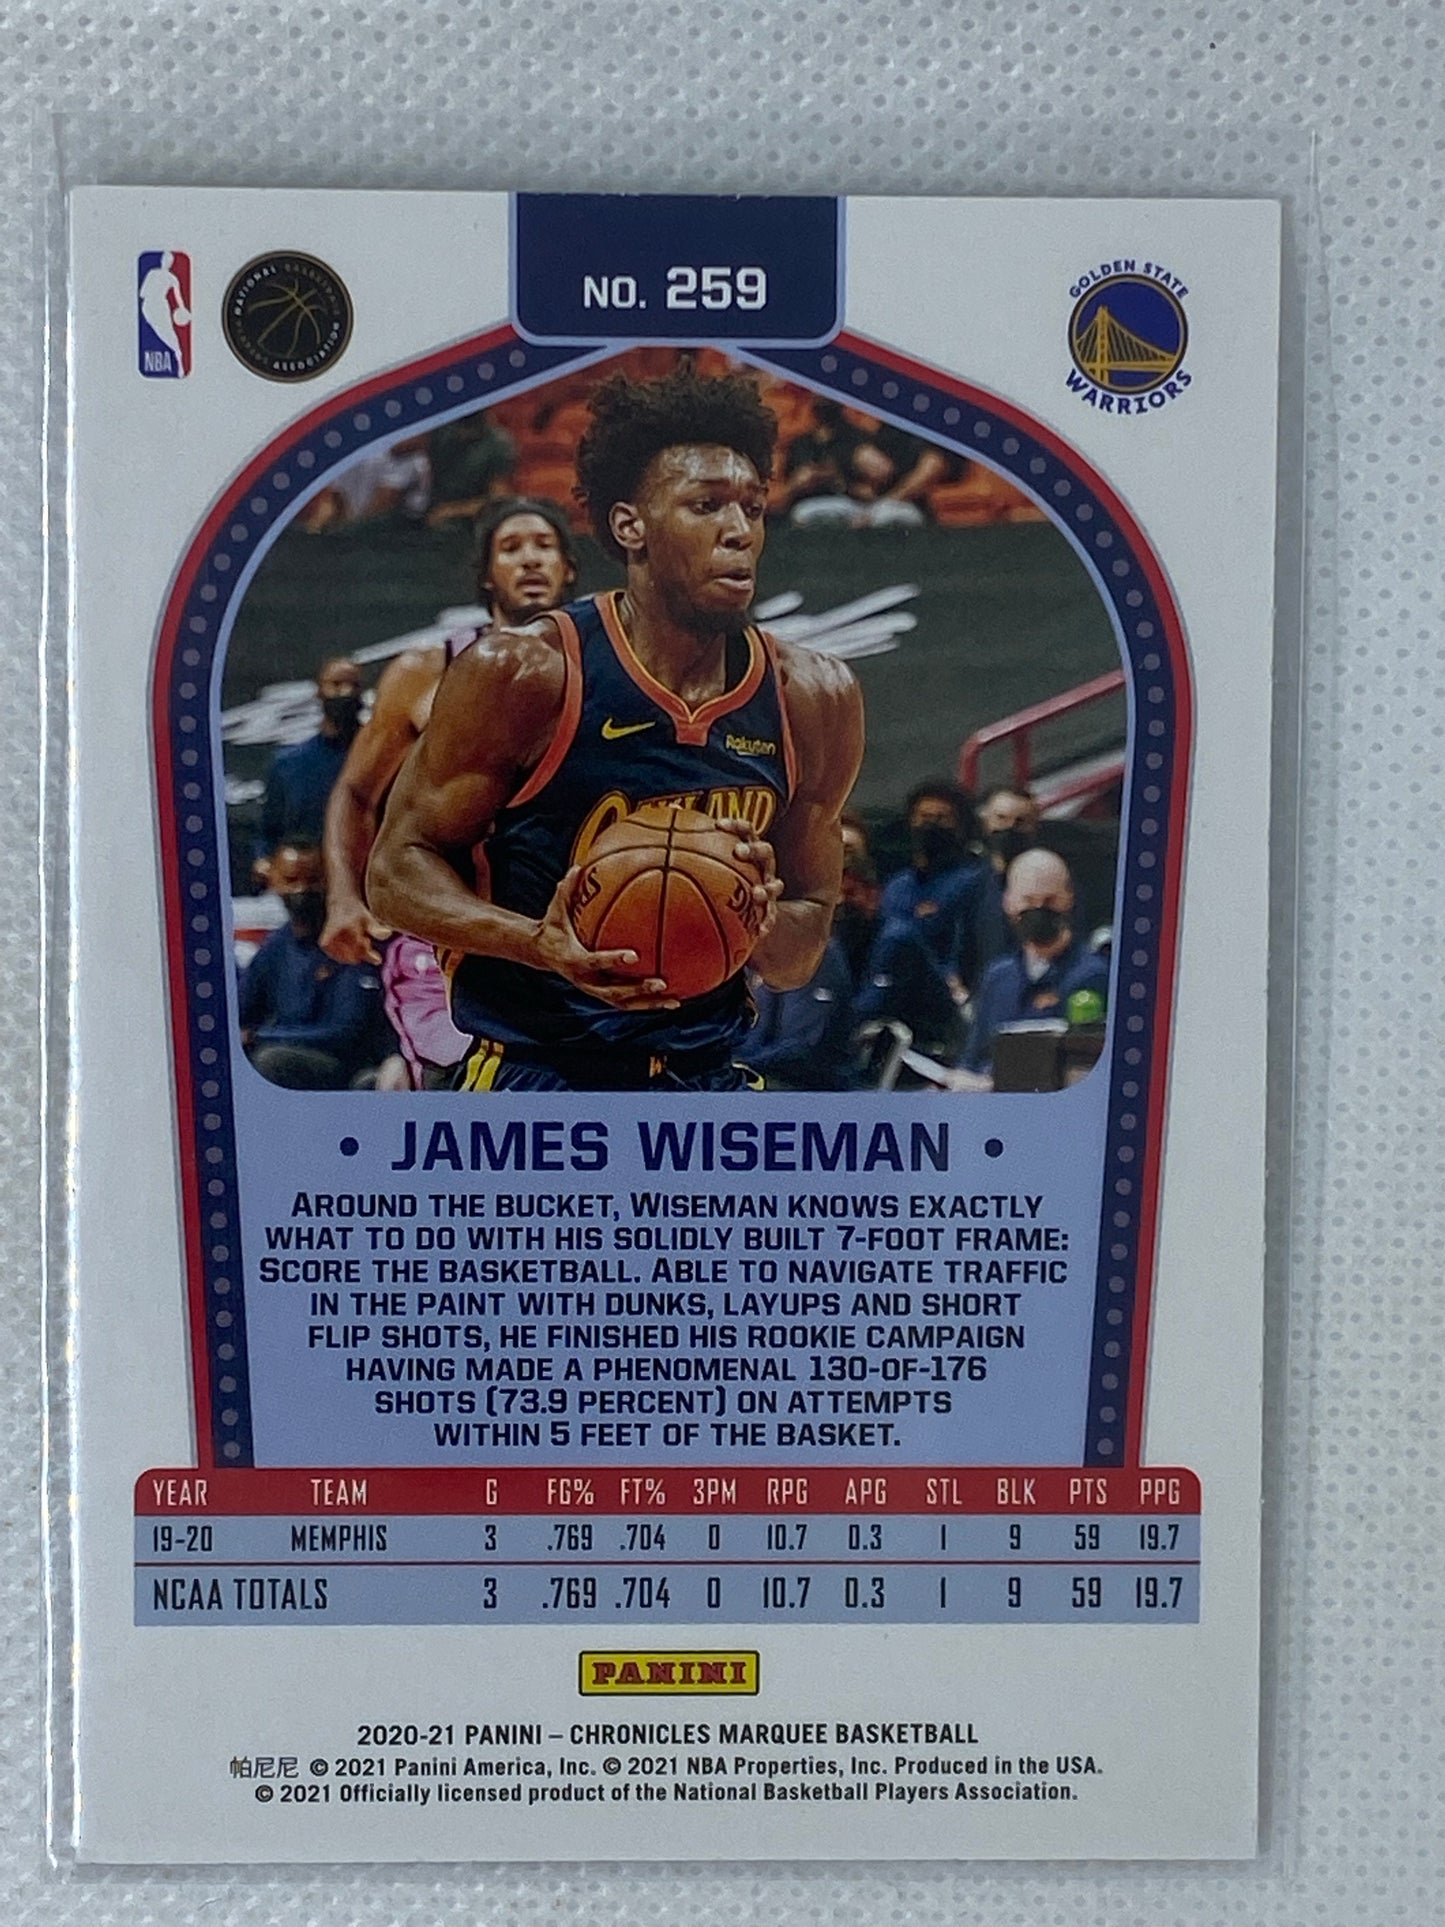 NO. 259
NBA
NATIONAL BASKETBALL PLAYERS ASSOCIATION
GOLDEN STATE
WARRIORS
Rakuten
OAKLAND
• JAMES WISEMAN •
AROUND THE BUCKET, WISEMAN KNOWS EXACTLY
WHAT TO DO WITH HIS SOLIDLY BUILT 7-FOOT FRAME:
SCORE THE BASKETBALL. ABLE TO NAVIGATE TRAFFIC
IN THE PAINT WITH DUNKS, LAYUPS AND SHORT
FLIP SHOTS, HE FINISHED HIS ROOKIE CAMPAIGN
HAVING MADE A PHENOMENAL 130-OF-176
SHOTS (73.9 PERCENT) ON ATTEMPTS
WITHIN 5 FEET OF THE BASKET.
YEAR TEAM G FG% FT% 3PM RPG APG STL BLK PTS PPG
19-20 MEMPHIS 3 .769 .704 0 10.7 0.3 1 9 59 19.7
NCAA TOTALS 3 .769 .704 0 10.7 0.3 1 9 59 19.7
PANINI
2020-21 PANINI – CHRONICLES MARQUEE BASKETBALL
帕尼尼 © 2021 Panini America, Inc. © 2021 NBA Properties, Inc. Produced in the USA.
© 2021 Officially licensed product of the National Basketball Players Association.